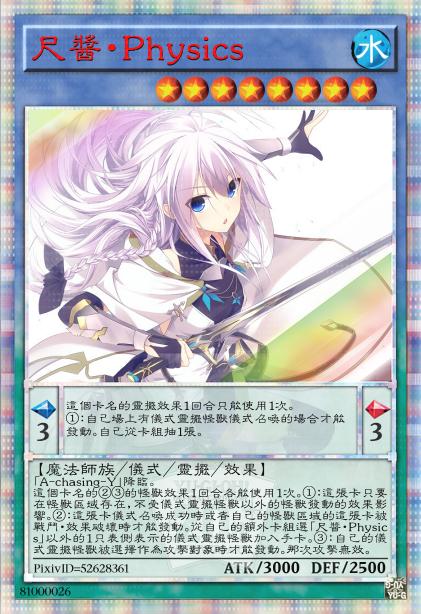 尺醬・Physics
水
這個卡名的靈擺效果1回合只能使用1次。
①:自己場上有儀式靈擺怪獸儀式召喚的場合才能
發動。自己從卡組抽1張。
3
3
【魔法師族/儀式/靈擺/效果】
「A-chasing-Y」降臨。
這個卡名的②③的怪獸效果1回合各能使用1次。①:這張卡只要
在怪獸區域存在,不受儀式靈擺怪獸以外的怪獸發動的效果影
響。②:這張卡儀式召喚成功時或者自己的怪獸區域的這張卡被
戰鬥・效果破壞時才能發動。從自己的額外卡組選「尺醬・Physic
s」以外的1只表側表示的儀式靈擺怪獸加入手卡。③:自己的儀
式靈擺怪獸被選擇作為攻擊對象時才能發動。那次攻擊無效。
PixivID=52628361
ATK/3000 DEF/2500
81000026